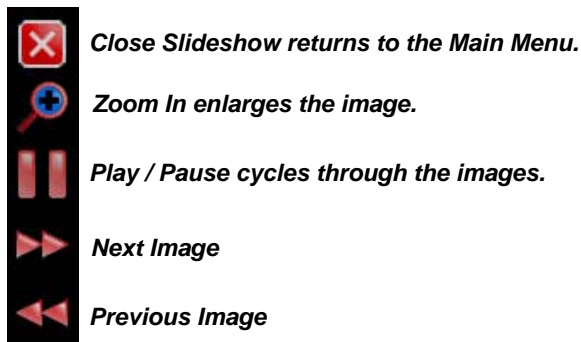 Close Slideshow returns to the Main Menu.
Zoom In enlarges the image.
Play / Pause cycles through the images.
Next Image
Previous Image